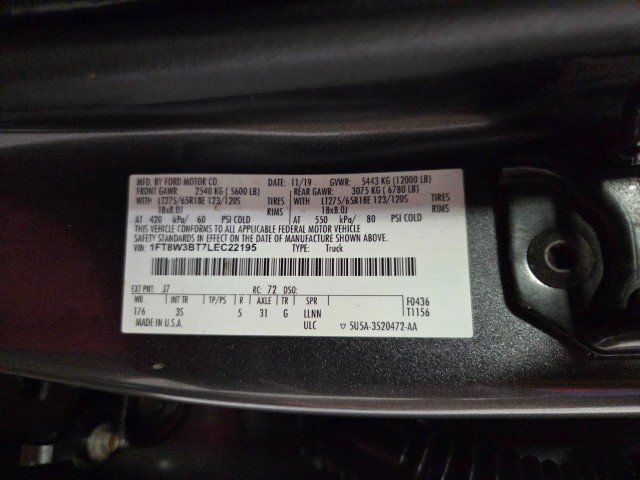 MFD. BY FORD MOTOR CO. DATE: 11/19 GVWR: 5443 KG (12000 LB)
FRONT GAWR: 2540 KG (5600 LB) REAR GAWR: 3075 KG (6780 LB)
WITH LT275/65R18E 123/120S TIRES WITH LT275/65R18E 123/120S TIRES
18x8.0J RIMS 18x8.0J RIMS
AT 420 kPa/ 60 PSI COLD AT 550 kPa/ 80 PSI COLD
THIS VEHICLE CONFORMS TO ALL APPLICABLE FEDERAL MOTOR VEHICLE
SAFETY STANDARD IN EFFECT ON THE DATE OF MANUFACTURE SHOWN ABOVE.
VIN: 1FT8W3BT7LEC22195 TYPE: Truck
EXT PNT: J7 RC: 72 DSO:
WB INT TR TP/PS R AXLE TR SPR F0436
176 3S 5 31 G LLNN T1156
MADE IN U.S.A. ULC ▽ 5U5A-3520472-AA